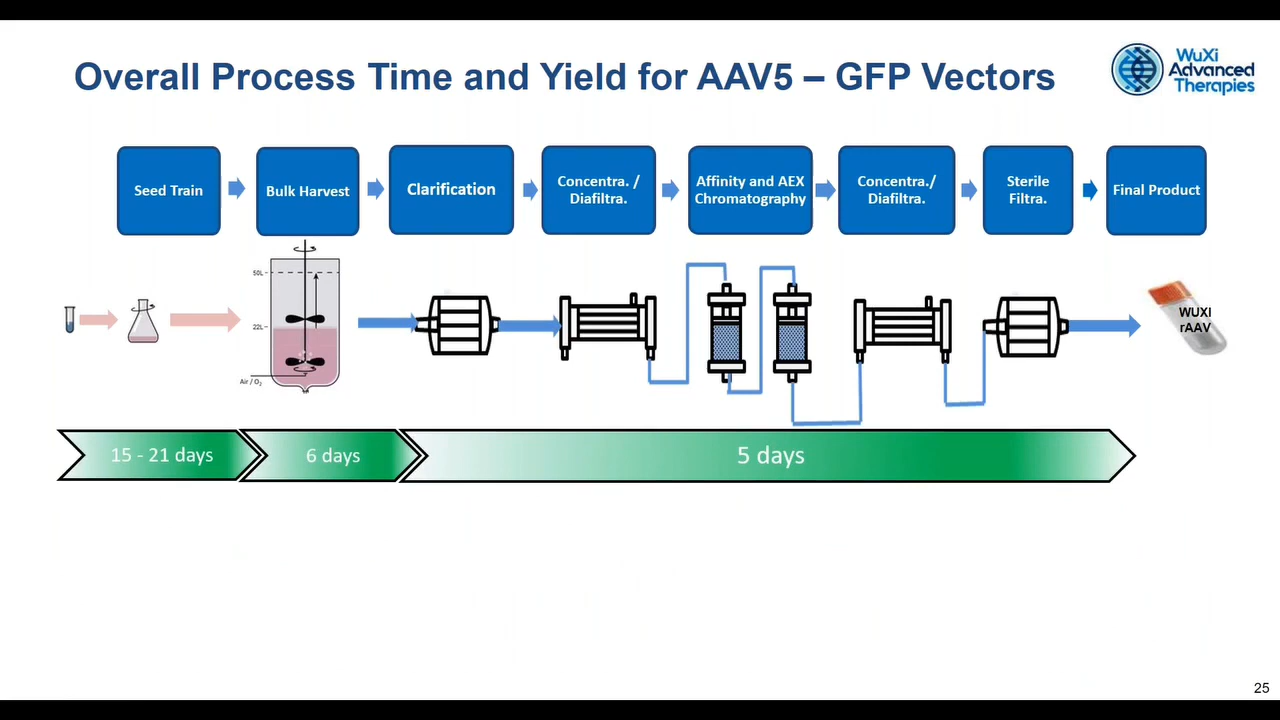 Overall Process Time and Yield for AAV5 – GFP Vectors
WuXi
Advanced
Therapies
Seed Train
Bulk Harvest
Clarification
Concentra. /
Diafiltra.
Affinity and AEX
Chromatography
Concentra./
Diafiltra.
Sterile
Filtra.
Final Product
50L
22L
Air / O2
WUXI
rAAV
15 - 21 days
6 days
5 days
25